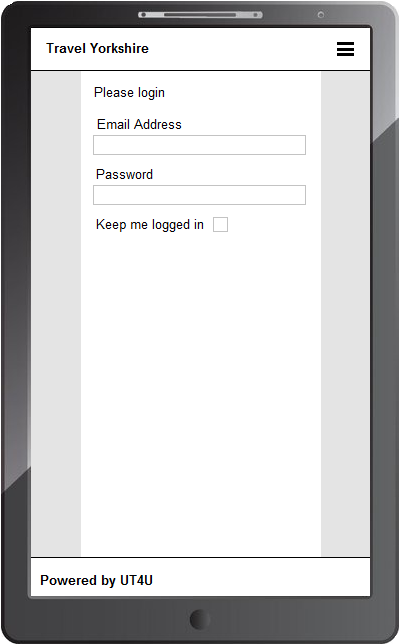 Travel Yorkshire
Please login
Email Address
Password
Keep me logged in
Powered by UT4U